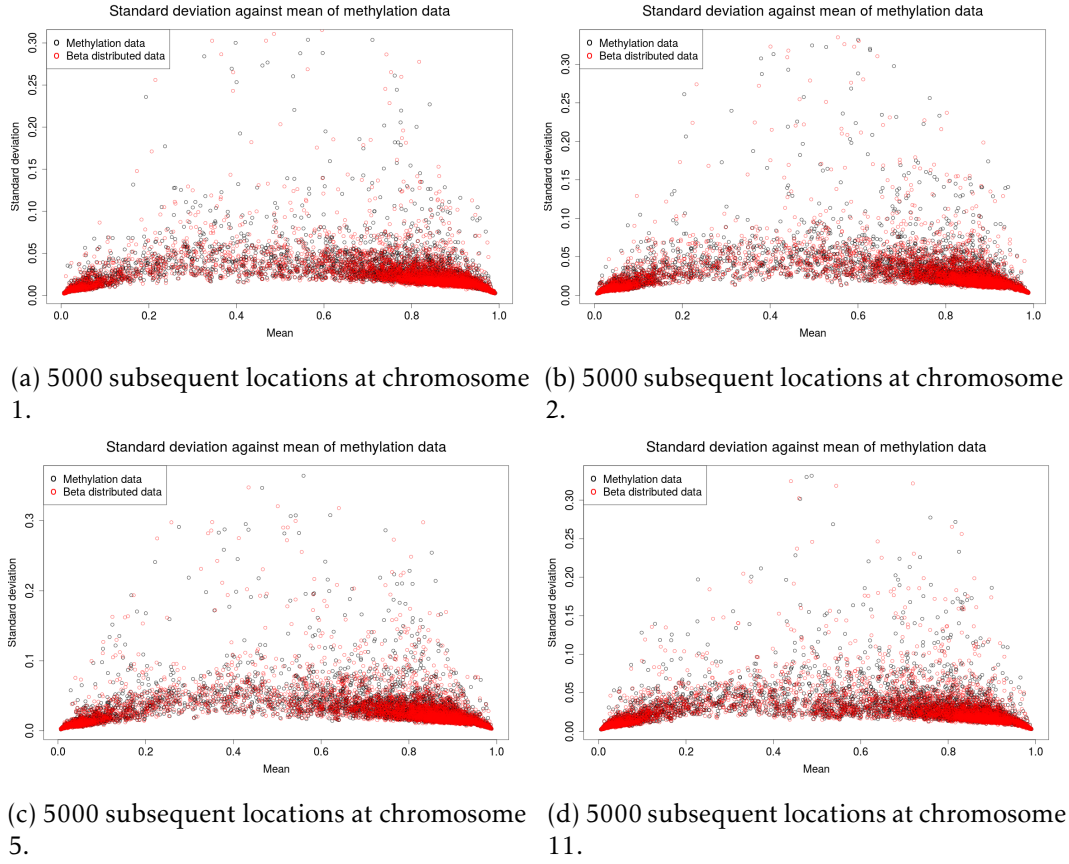 Standard deviation against mean of methylation data
Methylation data
Beta distributed data
Standard deviation
0.00 0.05 0.10 0.15 0.20 0.25 0.30
0.0 0.2 0.4 0.6 0.8 1.0
Mean
(a) 5000 subsequent locations at chromosome
1.
Standard deviation against mean of methylation data
Methylation data
Beta distributed data
Standard deviation
0.00 0.05 0.10 0.15 0.20 0.25 0.30
0.0 0.2 0.4 0.6 0.8 1.0
Mean
(b) 5000 subsequent locations at chromosome
2.
Standard deviation against mean of methylation data
Methylation data
Beta distributed data
Standard deviation
0.0 0.1 0.2 0.3
0.0 0.2 0.4 0.6 0.8 1.0
Mean
(c) 5000 subsequent locations at chromosome
5.
Standard deviation against mean of methylation data
Methylation data
Beta distributed data
Standard deviation
0.00 0.05 0.10 0.15 0.20 0.25 0.30
0.0 0.2 0.4 0.6 0.8 1.0
Mean
(d) 5000 subsequent locations at chromosome
11.